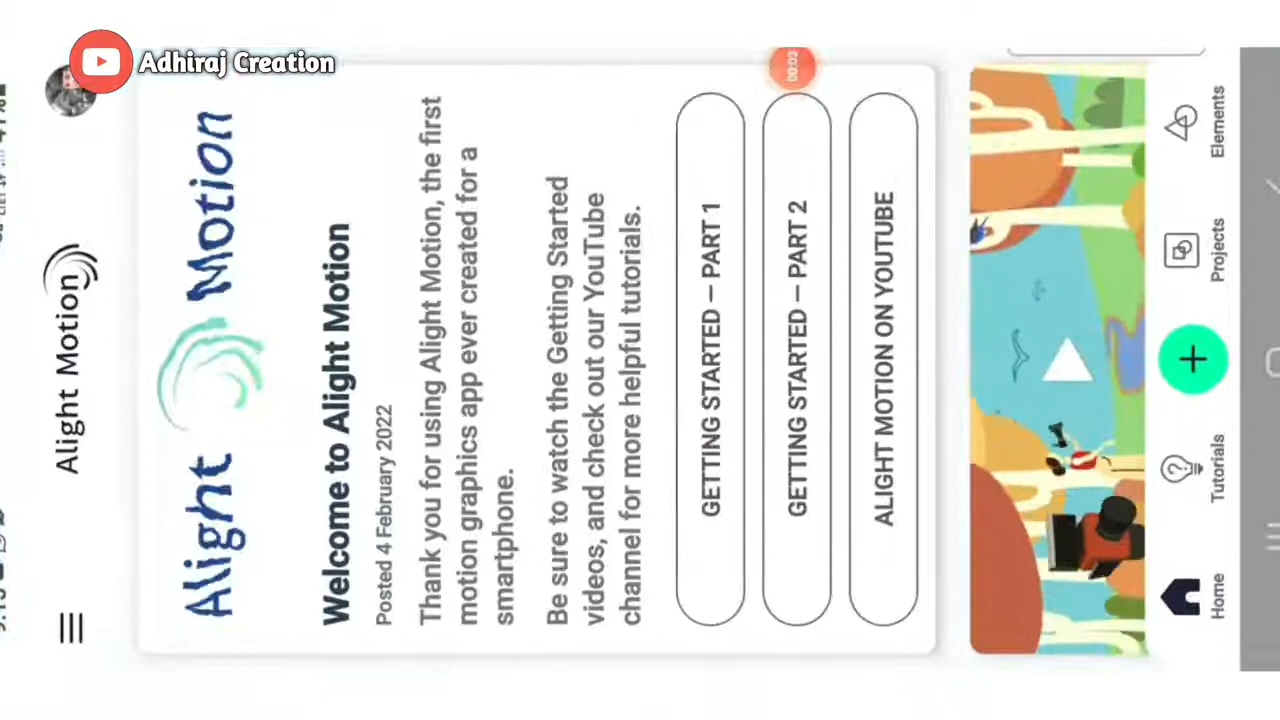 Adhiraj Creation
Alight Motion
Alight Motion
Welcome to Alight Motion
Posted 4 February 2022
Thank you for using Alight Motion, the first
motion graphics app ever created for a
smartphone.
Be sure to watch the Getting Started
videos, and check out our YouTube
channel for more helpful tutorials.
GETTING STARTED – PART 1
00:02
GETTING STARTED – PART 2
ALIGHT MOTION ON YOUTUBE
Home
Tutorials
Projects
Elements